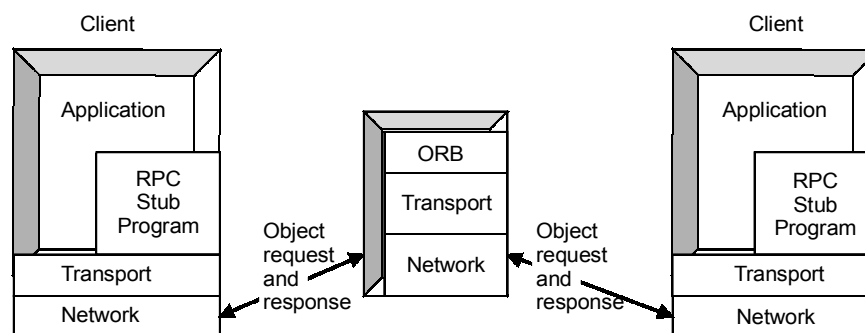 Client
Application
RPC
Stub
Program
Transport
Network
Object
request
and
response
ORB
Transport
Network
Object
request
and
response
Client
Application
RPC
Stub
Program
Transport
Network